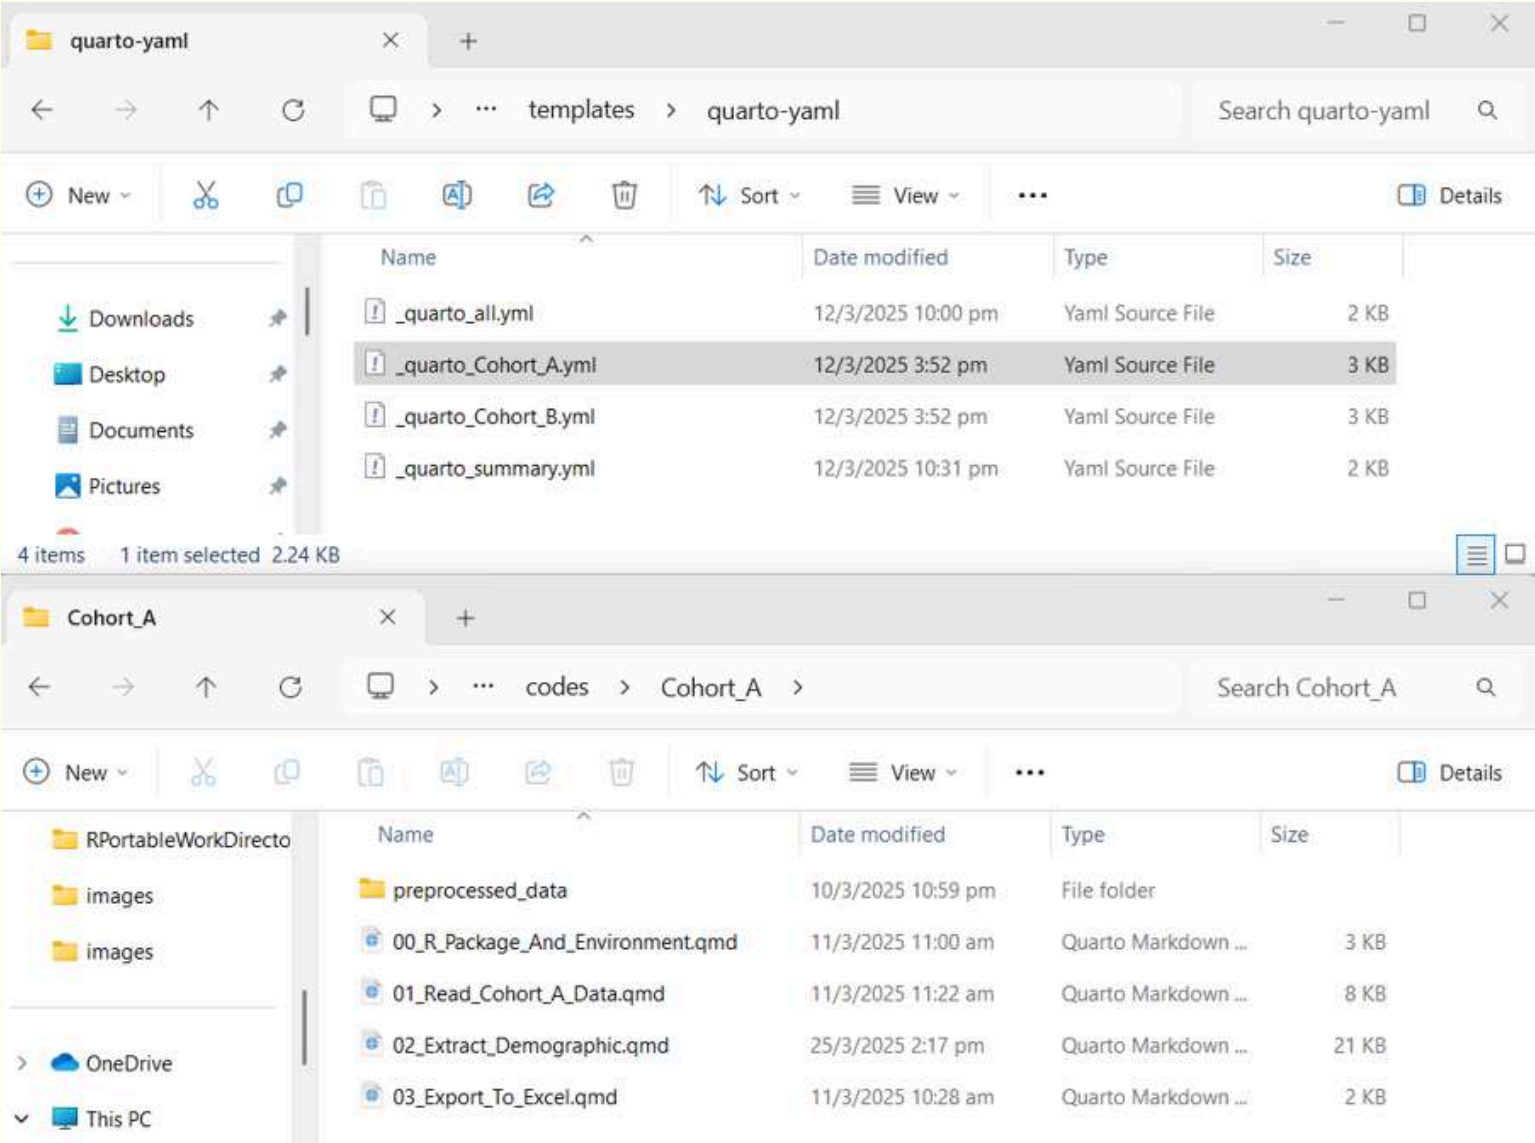 quarto-yaml
templates > quarto-yaml
Search quarto-yaml
New
Sort
View
Details
Name Date modified Type Size
Downloads
Desktop
Documents
Pictures
_quarto_all.yml 12/3/2025 10:00 pm Yaml Source File 2 KB
_quarto_Cohort_A.yml 12/3/2025 3:52 pm Yaml Source File 3 KB
_quarto_Cohort_B.yml 12/3/2025 3:52 pm Yaml Source File 3 KB
_quarto_summary.yml 12/3/2025 10:31 pm Yaml Source File 2 KB
4 items 1 item selected 2.24 KB
Cohort_A
codes > Cohort_A >
Search Cohort_A
New
Sort
View
Details
Name Date modified Type Size
RPortableWorkDirecto
images
images
OneDrive
This PC
preprocessed_data 10/3/2025 10:59 pm File folder
00_R_Package_And_Environment.qmd 11/3/2025 11:00 am Quarto Markdown ... 3 KB
01_Read_Cohort_A_Data.qmd 11/3/2025 11:22 am Quarto Markdown ... 8 KB
02_Extract_Demographic.qmd 25/3/2025 2:17 pm Quarto Markdown ... 21 KB
03_Export_To_Excel.qmd 11/3/2025 10:28 am Quarto Markdown ... 2 KB